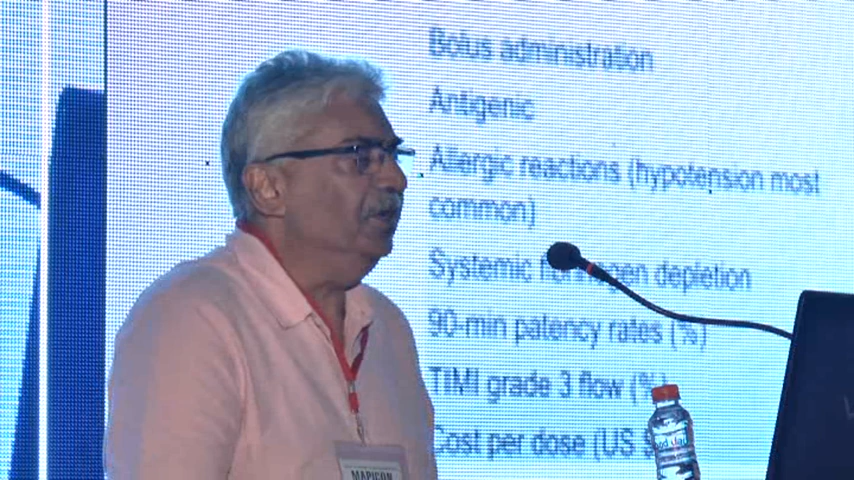 Bolus administration
Antigenic
Allergic reactions (hypotension most
common)
Systemic fibrinogen depletion
90-min patency rates (%)
TIMI grade 3 flow (%)
Cost per dose (US $
MAPICON